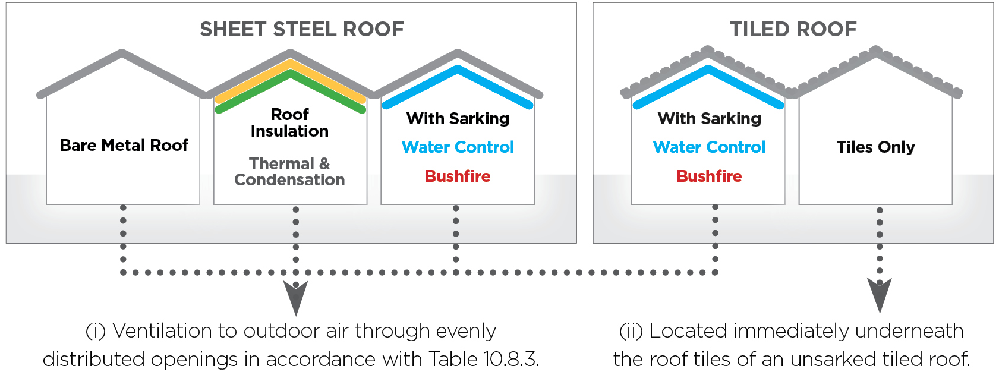 SHEET STEEL ROOF
TILED ROOF
Bare Metal Roof
Roof
Insulation
Thermal &
Condensation
With Sarking
Water Control
Bushfire
With Sarking
Water Control
Bushfire
Tiles Only
(i) Ventilation to outdoor air through evenly
distributed openings in accordance with Table 10.8.3.
(ii) Located immediately underneath
the roof tiles of an unsarked tiled roof.